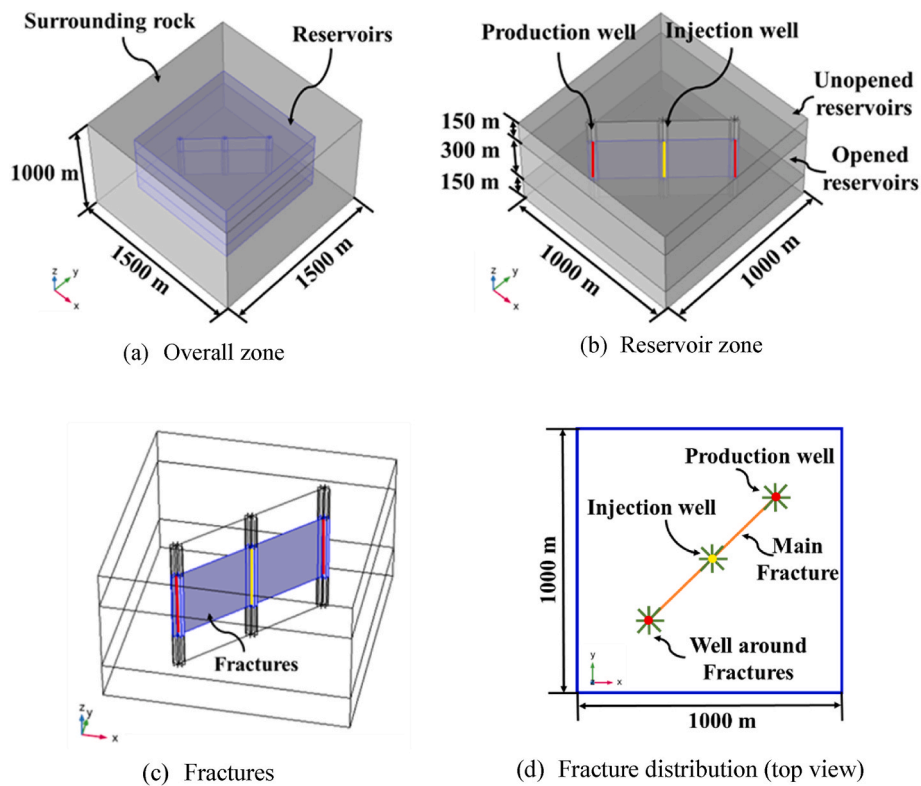 Surrounding rock
Reservoirs
1000 m
1500 m
1500 m
z
y
x
(a) Overall zone
Production well
Injection well
Unopened
reservoirs
150 m
300 m
150 m
Opened
reservoirs
1000 m
1000 m
z
y
x
(b) Reservoir zone
Fractures
z
y
x
(c) Fractures
Production well
Injection well
Main
Fracture
1000 m
Well around
Fractures
y
z
x
1000 m
(d) Fracture distribution (top view)